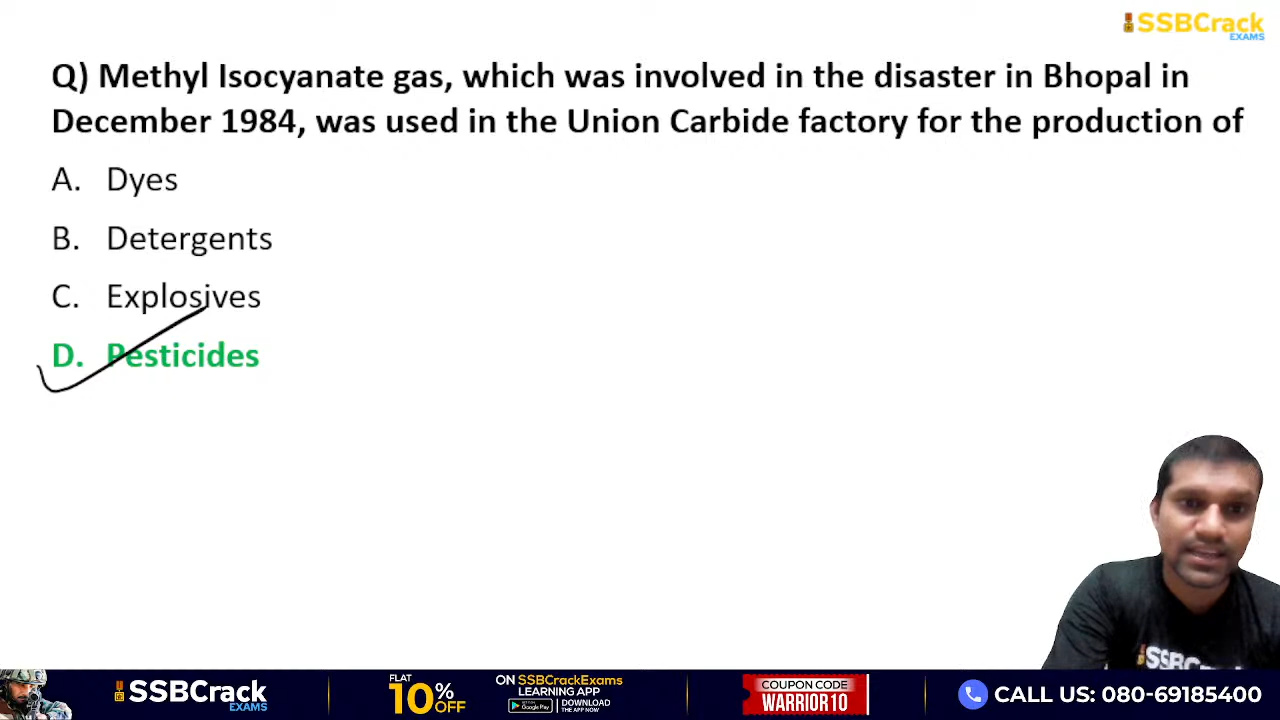 SSBCrack
EXAMS
Q) Methyl Isocyanate gas, which was involved in the disaster in Bhopal in
December 1984, was used in the Union Carbide factory for the production of
A. Dyes
B. Detergents
C. Explosives
D. Pesticides
SSBCRACK
SSBCrack
EXAMS
FLAT
10% OFF
ON SSBCrackExams
LEARNING APP
Google Play
DOWNLOAD
THE APP NOW
COUPON CODE
WARRIOR10
CALL US: 080-69185400